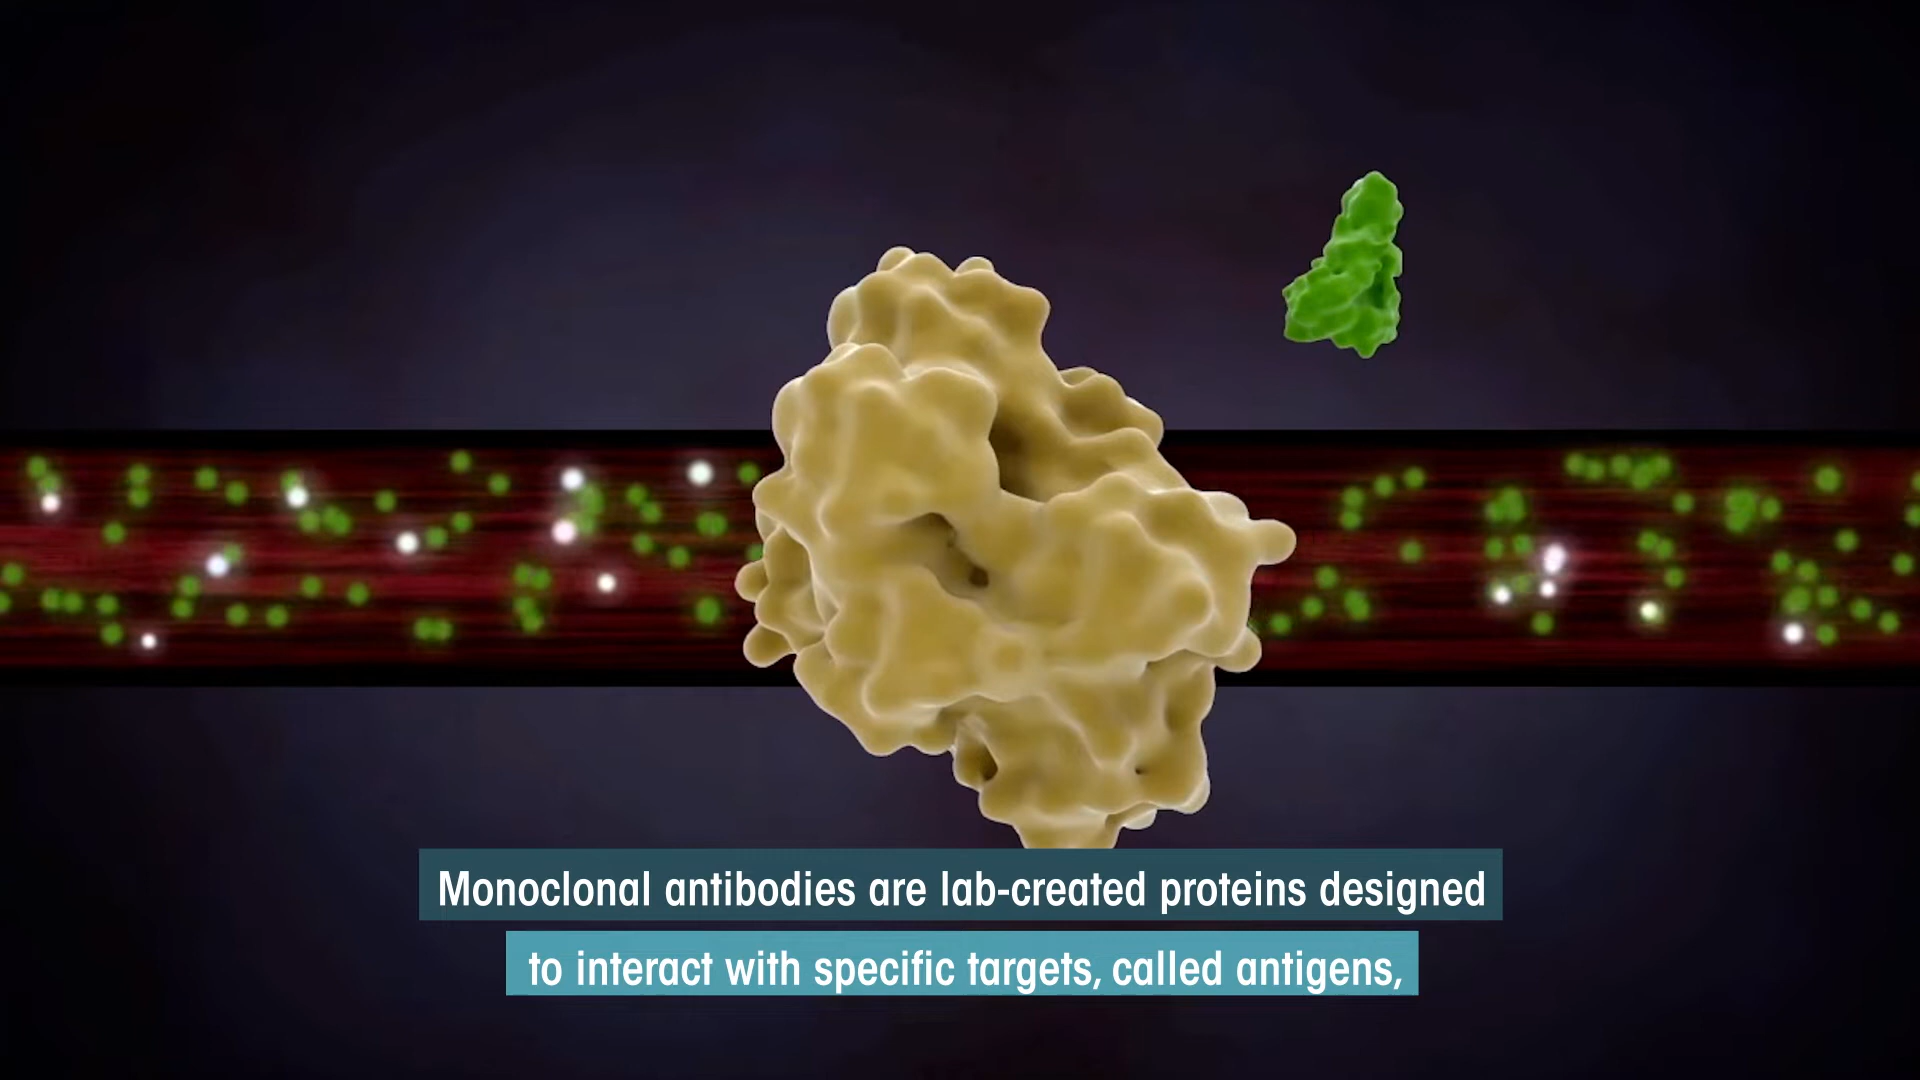 Monoclonal antibodies are lab-created proteins designed
to interact with specific targets, called antigens,